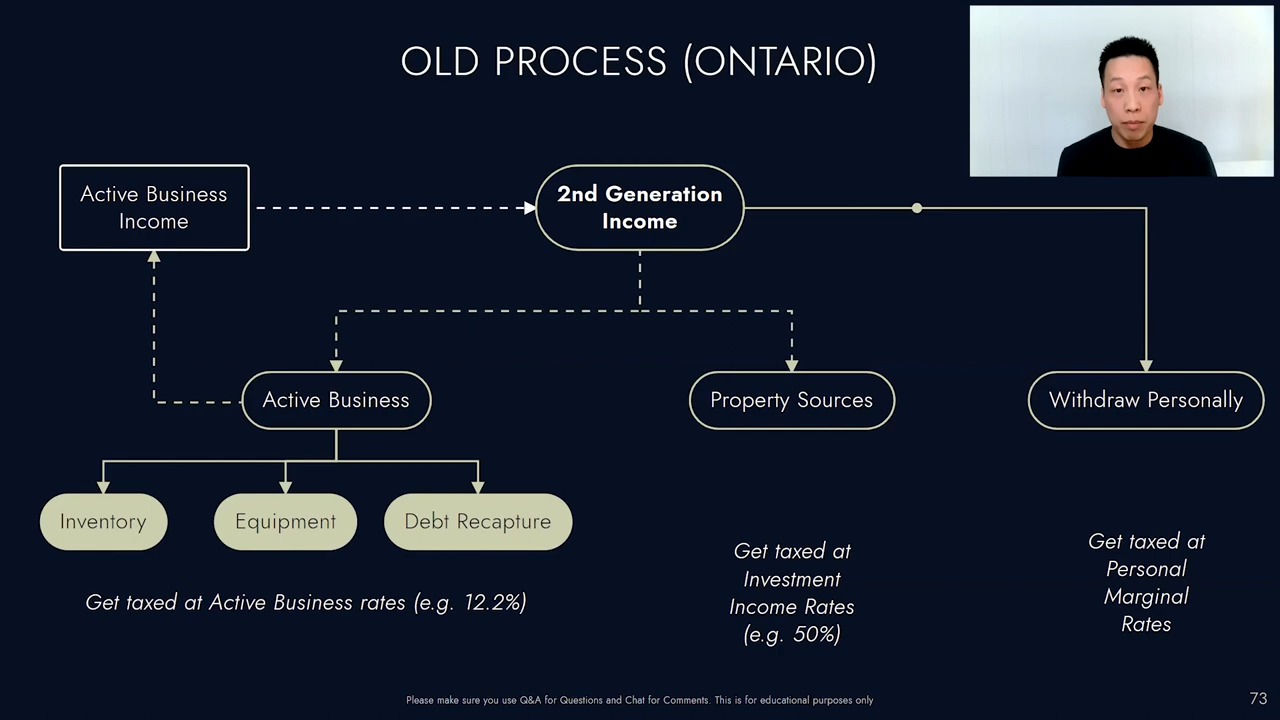 OLD PROCESS (ONTARIO)
Active Business
Income
2nd Generation
Income
Active Business
Property Sources
Withdraw Personally
Inventory
Equipment
Debt Recapture
Get taxed at Active Business rates (e.g. 12.2%)
Get taxed at
Investment
Income Rates
(e.g. 50%)
Get taxed at
Personal
Marginal
Rates
Please make sure you use Q&A for Questions and Chat for Comments. This is for educational purposes only
73